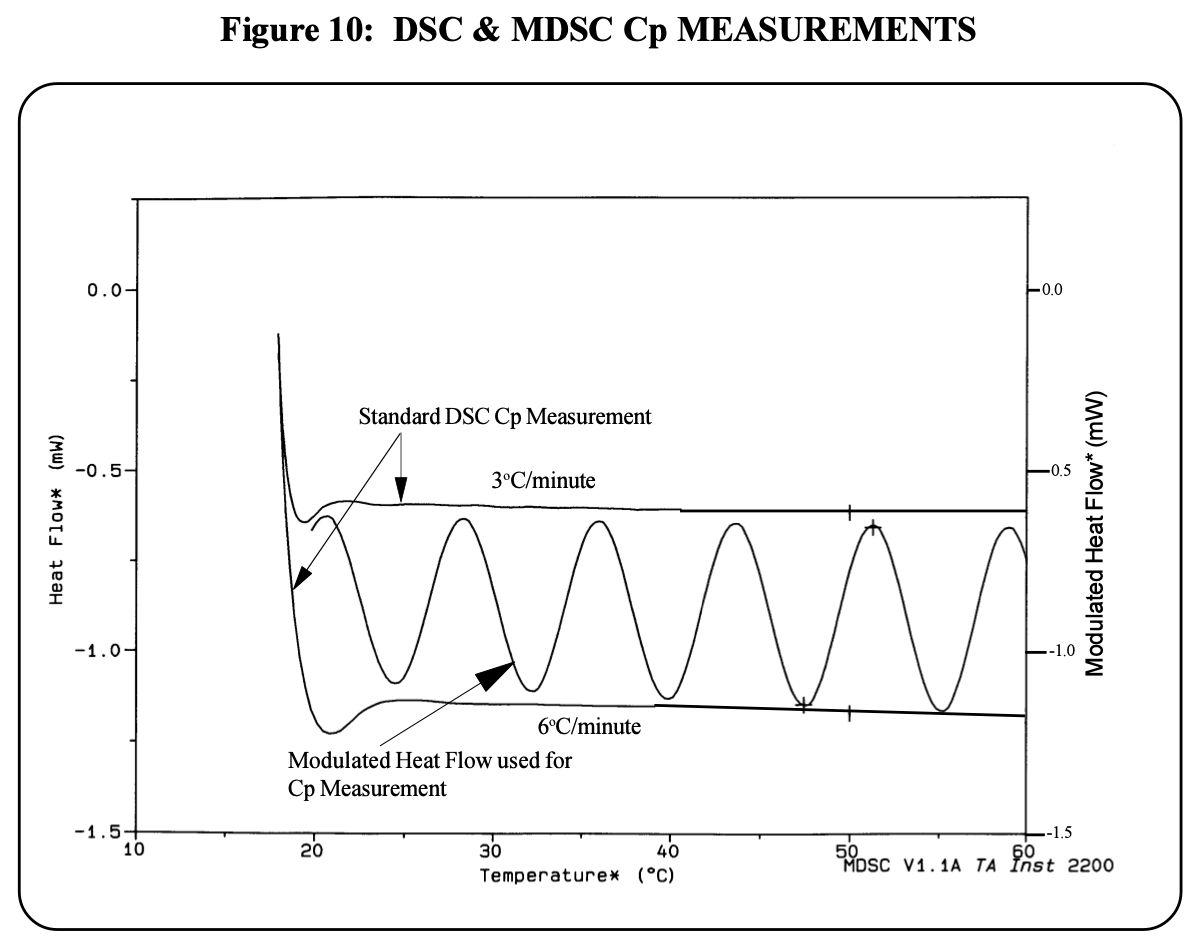 Figure 10: DSC & MDSC Cp MEASUREMENTS
0.0
-0.5
-1.0
-1.5
Heat Flow* (mW)
0.0
-0.5
-1.0
-1.5
Modulated Heat Flow* (mW)
Standard DSC Cp Measurement
3°C/minute
6°C/minute
Modulated Heat Flow used for
Cp Measurement
10 20 30 40 50 60
Temperature* (°C)
MDSC V1.1A TA Inst 2200